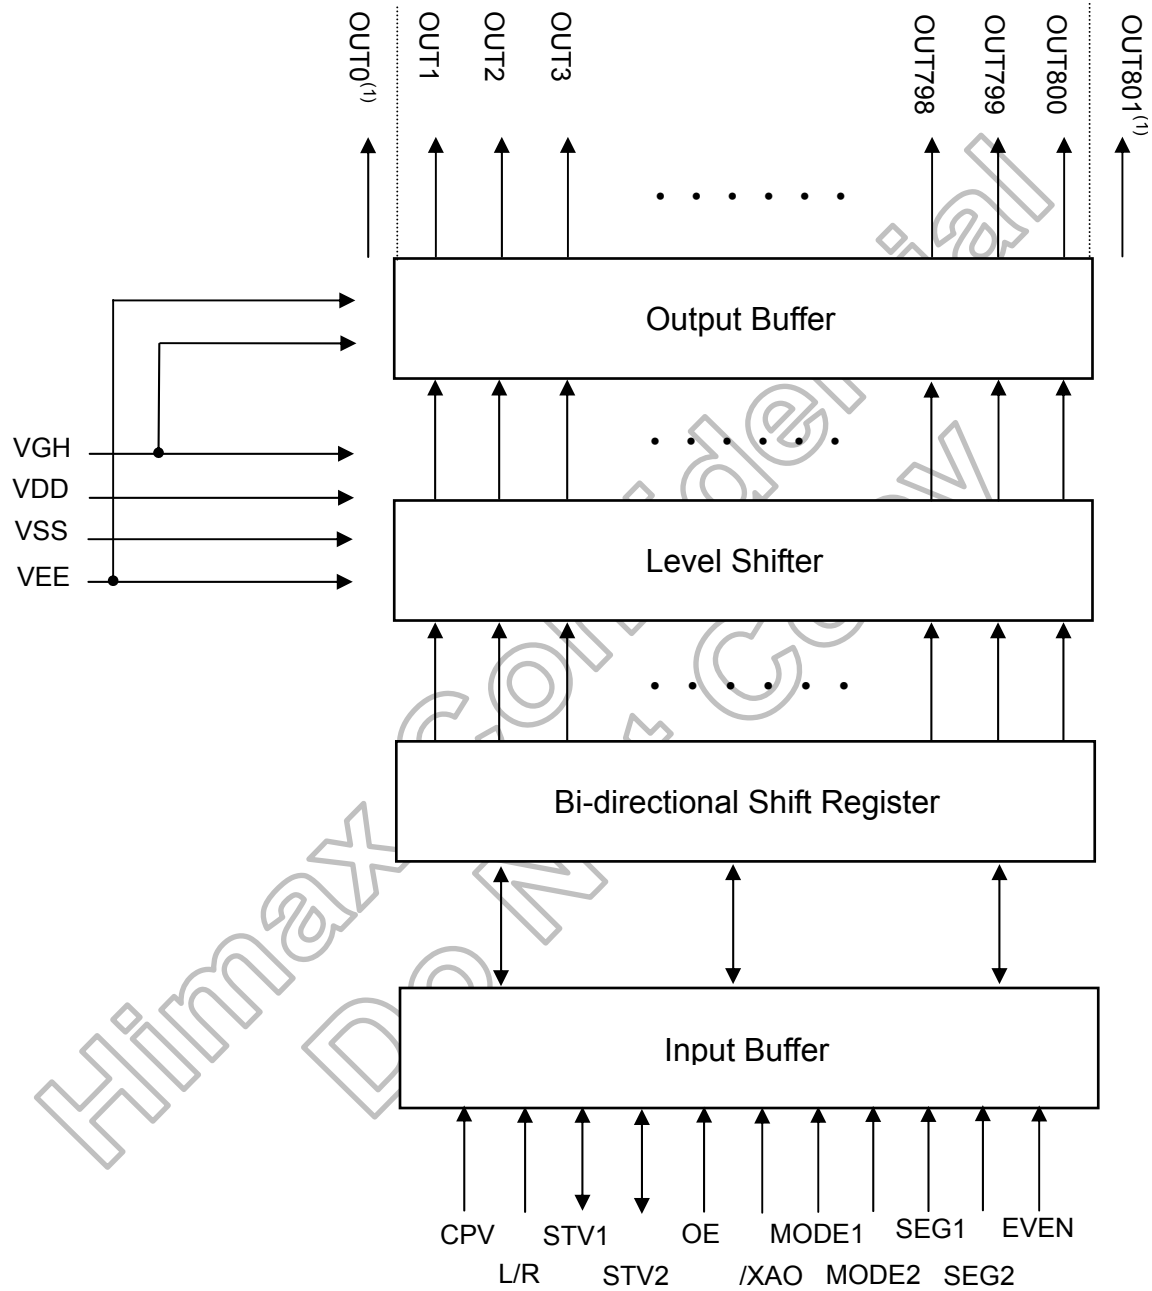 OUT0(1)
OUT1
OUT2
OUT3
OUT798
OUT799
OUT800
OUT801(1)
Output Buffer
VGH
VDD
VSS
VEE
Level Shifter
Bi-directional Shift Register
Input Buffer
CPV
L/R
STV1
STV2
OE
/XAO
MODE1
MODE2
SEG1
SEG2
EVEN
Himax Confidential
Do Not Copy